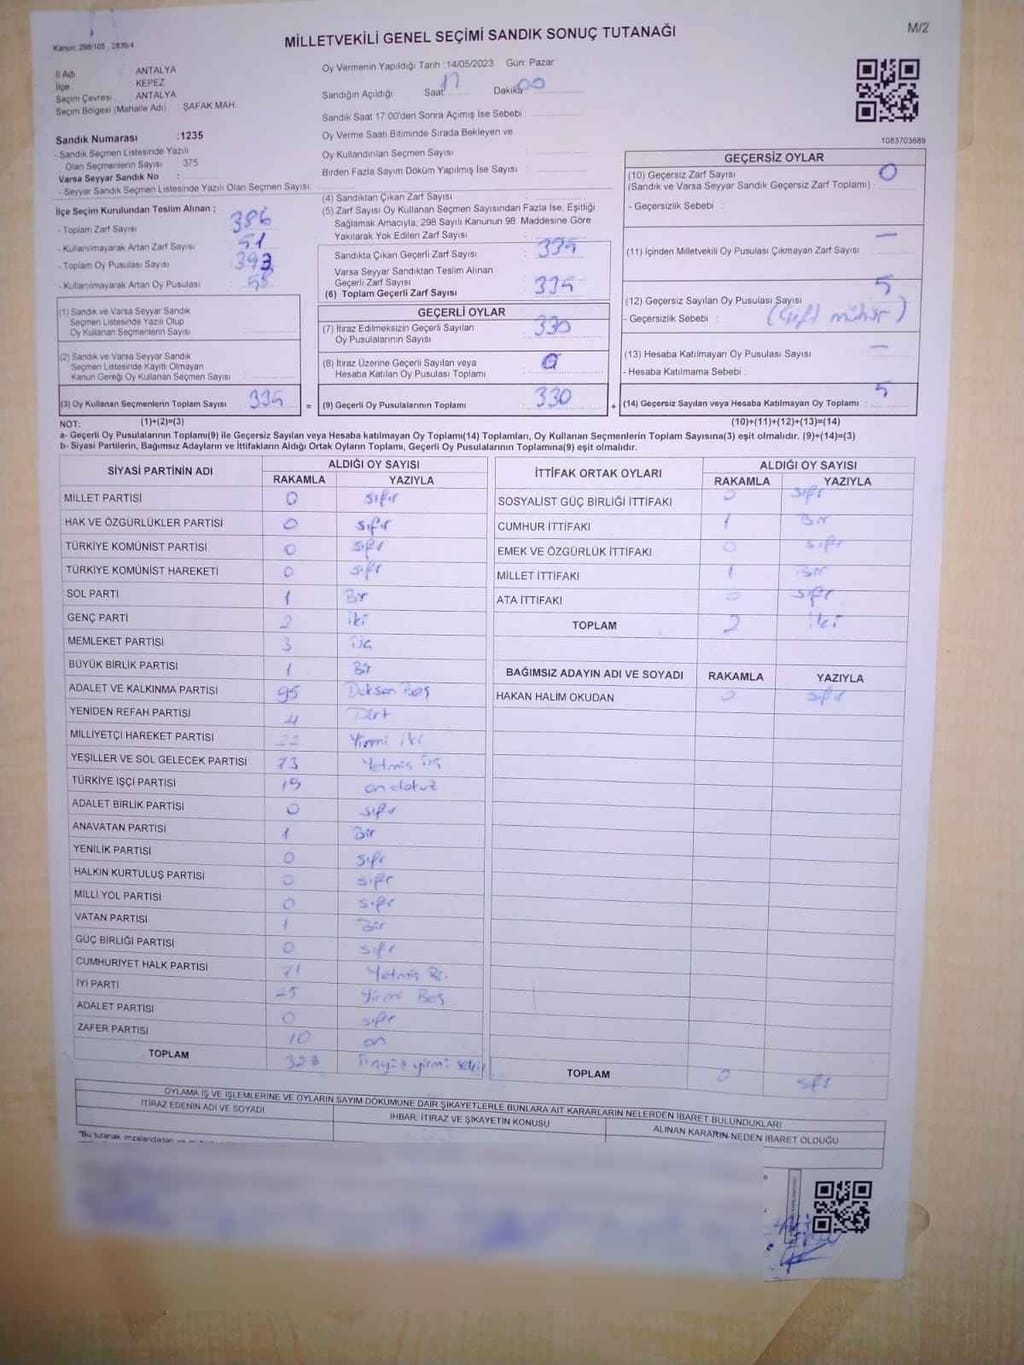 Kanun: 298/105 , 2839/4
MİLLETVEKİLİ GENEL SEÇİMİ SANDIK SONUÇ TUTANAĞI
M/2
İl Adı : ANTALYA
İlçe : KEPEZ
Seçim Çevresi : ANTALYA
Seçim Bölgesi (Mahalle Adı) : ŞAFAK MAH.
Oy Vermenin Yapıldığı Tarih :14/05/2023 Gün: Pazar
Sandığın Açıldığı Saat 17 Dakika 00
Sandık Saat 17.00'den Sonra Açımış İse Sebebi
Oy Verme Saati Bitiminde Sırada Bekleyen ve
Oy Kullandırılan Seçmen Sayısı
Birden Fazla Sayım Döküm Yapılmış İse Sayısı
1083703689
Sandık Numarası :1235
- Sandık Seçmen Listesinde Yazılı
Olan Seçmenlerin Sayısı : 375
Varsa Seyyar Sandık No :
- Seyyar Sandık Seçmen Listesinde Yazılı Olan Seçmen Sayısı:
İlçe Seçim Kurulundan Teslim Alınan ;
- Toplam Zarf Sayısı : 386
- Kullanılmayarak Artan Zarf Sayısı : 51
- Toplam Oy Pusulası Sayısı : 393
- Kullanılmayarak Artan Oy Pusulası : 58
(1) Sandık ve Varsa Seyyar Sandık
Seçmen Listesinde Yazılı Olup
Oy Kullanan Seçmenlerin Sayısı :
(2) Sandık ve Varsa Seyyar Sandık
Seçmen Listesinde Kayıtlı Olmayan
Kanun Gereği Oy Kullanan Seçmen Sayısı :
(3) Oy Kullanan Seçmenlerin Toplam Sayısı : 335
(4) Sandıktan Çıkan Zarf Sayısı :
(5) Zarf Sayısı Oy Kullanan Seçmen Sayısından Fazla İse, Eşitliği
Sağlamak Amacıyla, 298 Sayılı Kanunun 98. Maddesine Göre
Yakılarak Yok Edilen Zarf Sayısı :
Sandıkta Çıkan Geçerli Zarf Sayısı : 335
Varsa Seyyar Sandıktan Teslim Alınan
Geçerli Zarf Sayısı :
(6) Toplam Geçerli Zarf Sayısı : 335
GEÇERLİ OYLAR
(7) İtiraz Edilmeksizin Geçerli Sayılan
Oy Pusulalarının Sayısı : 330
(8) İtiraz Üzerine Geçerli Sayılan veya
Hesaba Katılan Oy Pusulası Toplamı : 0
= (9) Geçerli Oy Pusulalarının Toplamı : 330 +
GEÇERSİZ OYLAR
(10) Geçersiz Zarf Sayısı
(Sandık ve Varsa Seyyar Sandık Geçersiz Zarf Toplamı) : 0
- Geçersizlik Sebebi :
(11) İçinden Milletvekili Oy Pusulası Çıkmayan Zarf Sayısı : —
(12) Geçersiz Sayılan Oy Pusulası Sayısı : 5
- Geçersizlik Sebebi : (Çift mühür)
(13) Hesaba Katılmayan Oy Pusulası Sayısı : —
- Hesaba Katılmama Sebebi :
(14) Geçersiz Sayılan veya Hesaba Katılmayan Oy Toplamı : 5
NOT: (1)+(2)=(3) (10)+(11)+(12)+(13)=(14)
a- Geçerli Oy Pusulalarının Toplamı(9) ile Geçersiz Sayılan veya Hesaba katılmayan Oy Toplamı(14) Toplamları, Oy Kullanan Seçmenlerin Toplam Sayısına(3) eşit olmalıdır. (9)+(14)=(3)
b- Siyasi Partilerin, Bağımsız Adayların ve İttifakların Aldığı Ortak Oyların Toplamı, Geçerli Oy Pusulalarının Toplamına(9) eşit olmalıdır.
SİYASİ PARTİNİN ADI ALDIĞI OY SAYISI
RAKAMLA YAZIYLA
MİLLET PARTİSİ 0 sıfır
HAK VE ÖZGÜRLÜKLER PARTİSİ 0 sıfır
TÜRKİYE KOMÜNİST PARTİSİ 0 sıfır
TÜRKİYE KOMÜNİST HAREKETİ 0 sıfır
SOL PARTİ 1 Bir
GENÇ PARTİ 2 iki
MEMLEKET PARTİSİ 3 üç
BÜYÜK BİRLİK PARTİSİ 1 Bir
ADALET VE KALKINMA PARTİSİ 95 Doksan Beş
YENİDEN REFAH PARTİSİ 4 Dört
MİLLİYETÇİ HAREKET PARTİSİ 22 Yirmi iki
YEŞİLLER VE SOL GELECEK PARTİSİ 73 Yetmiş üç
TÜRKİYE İŞÇİ PARTİSİ 19 on dokuz
ADALET BİRLİK PARTİSİ 0 sıfır
ANAVATAN PARTİSİ 1 Bir
YENİLİK PARTİSİ 0 sıfır
HALKIN KURTULUŞ PARTİSİ 0 sıfır
MİLLİ YOL PARTİSİ 0 sıfır
VATAN PARTİSİ 1 Bir
GÜÇ BİRLİĞİ PARTİSİ 0 sıfır
CUMHURİYET HALK PARTİSİ 71 Yetmiş Bir
İYİ PARTİ 25 Yirmi Beş
ADALET PARTİSİ 0 sıfır
ZAFER PARTİSİ 10 on
TOPLAM 328 Üçyüz yirmi sekiz
İTTİFAK ORTAK OYLARI ALDIĞI OY SAYISI
RAKAMLA YAZIYLA
SOSYALİST GÜÇ BİRLİĞİ İTTİFAKI 0 sıfır
CUMHUR İTTİFAKI 1 Bir
EMEK VE ÖZGÜRLÜK İTTİFAKI 0 sıfır
MİLLET İTTİFAKI 1 Bir
ATA İTTİFAKI 0 sıfır
TOPLAM 2 iki
BAĞIMSIZ ADAYIN ADI VE SOYADI RAKAMLA YAZIYLA
HAKAN HALİM OKUDAN 0 sıfır
TOPLAM 0 sıfır
OYLAMA İŞ VE İŞLEMLERİNE VE OYLARIN SAYIM DÖKÜMÜNE DAİR ŞİKAYETLERLE BUNLARA AİT KARARLARIN NELERDEN İBARET BULUNDUKLARI
İTİRAZ EDENİN ADI VE SOYADI İHBAR, İTİRAZ VE ŞİKAYETİN KONUSU ALINAN KARARIN NEDEN İBARET OLDUĞU
"Bu tutanak, imzalandıktan